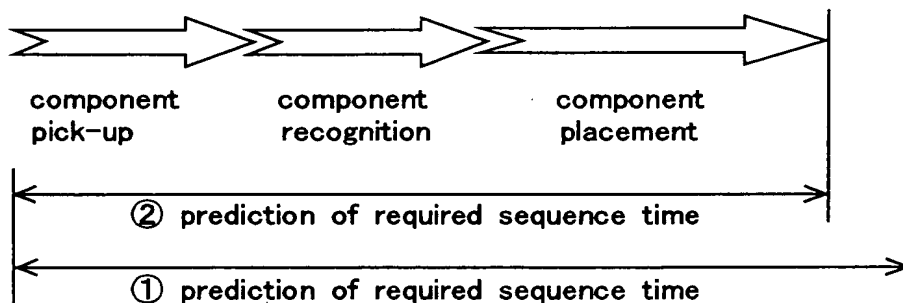 component pick-up
component recognition
component placement
② prediction of required sequence time
① prediction of required sequence time